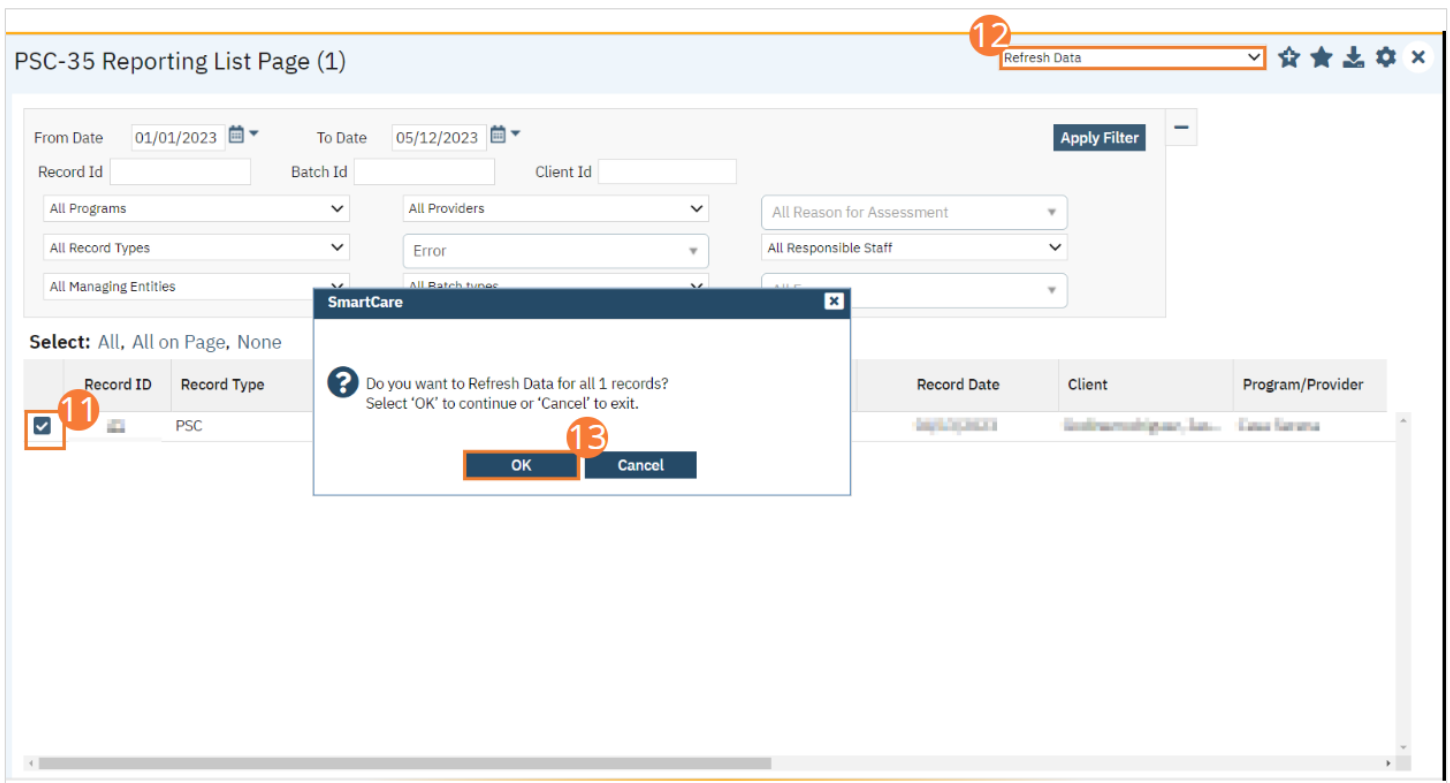 12
PSC-35 Reporting List Page (1)
Refresh Data
From Date 01/01/2023 To Date 05/12/2023 Apply Filter
Record Id Batch Id Client Id
All Programs All Providers All Reason for Assessment
All Record Types Error All Responsible Staff
All Managing Entities All Batch types
SmartCare
Select: All, All on Page, None
Do you want to Refresh Data for all 1 records?
Select ‘OK’ to continue or ‘Cancel’ to exit.
Record ID Record Type Record Date Client Program/Provider
11
PSC
13
OK Cancel